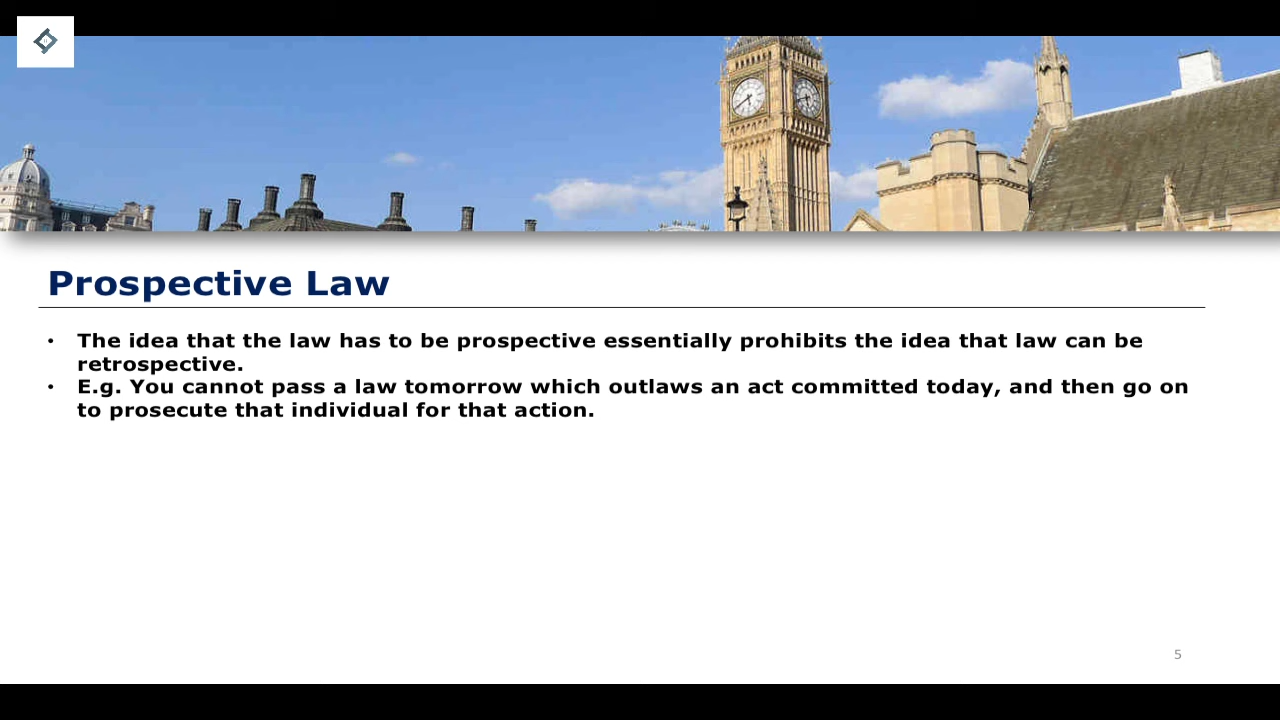 Prospective Law
• The idea that the law has to be prospective essentially prohibits the idea that law can be
retrospective.
• E.g. You cannot pass a law tomorrow which outlaws an act committed today, and then go on
to prosecute that individual for that action.
5